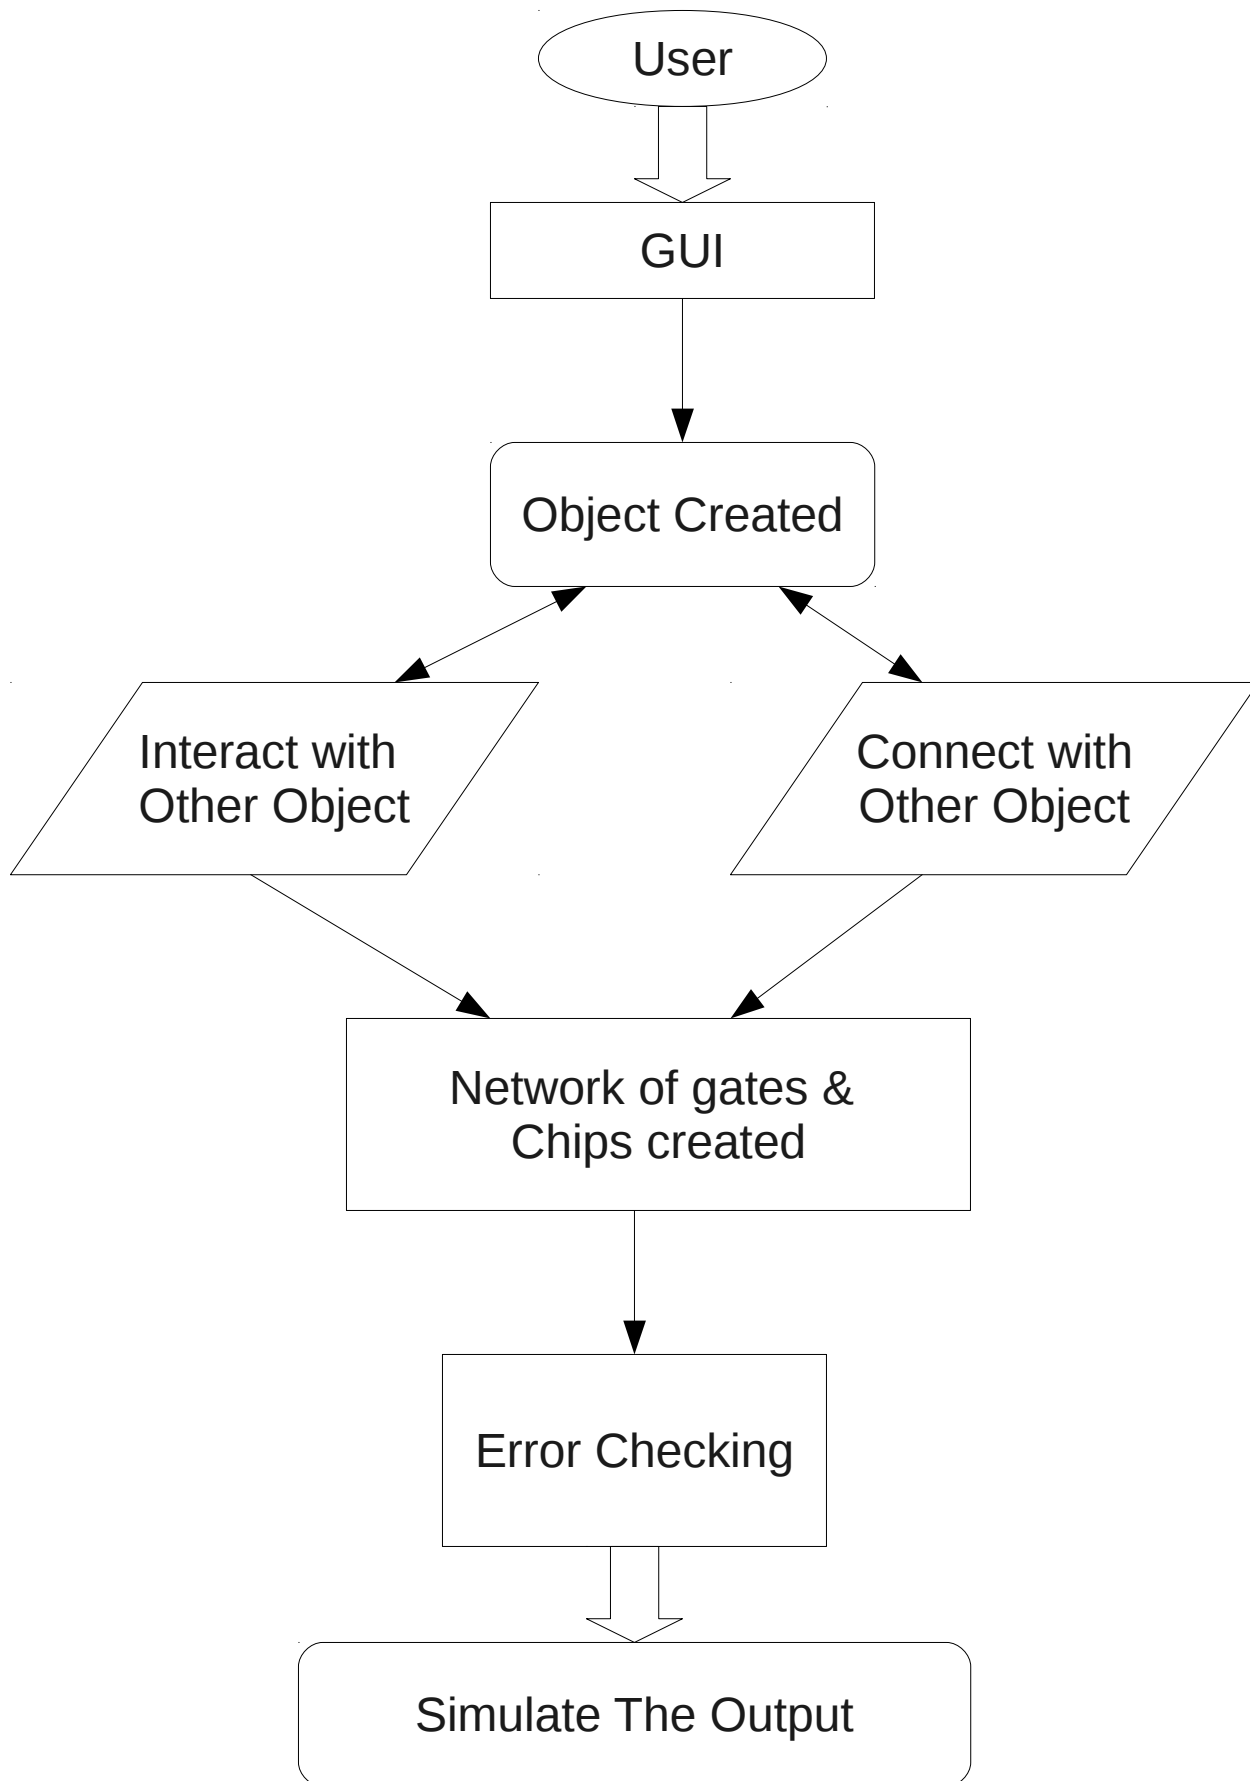 User
GUI
Object Created
Interact with
Other Object
Connect with
Other Object
Network of gates &
Chips created
Error Checking
Simulate The Output